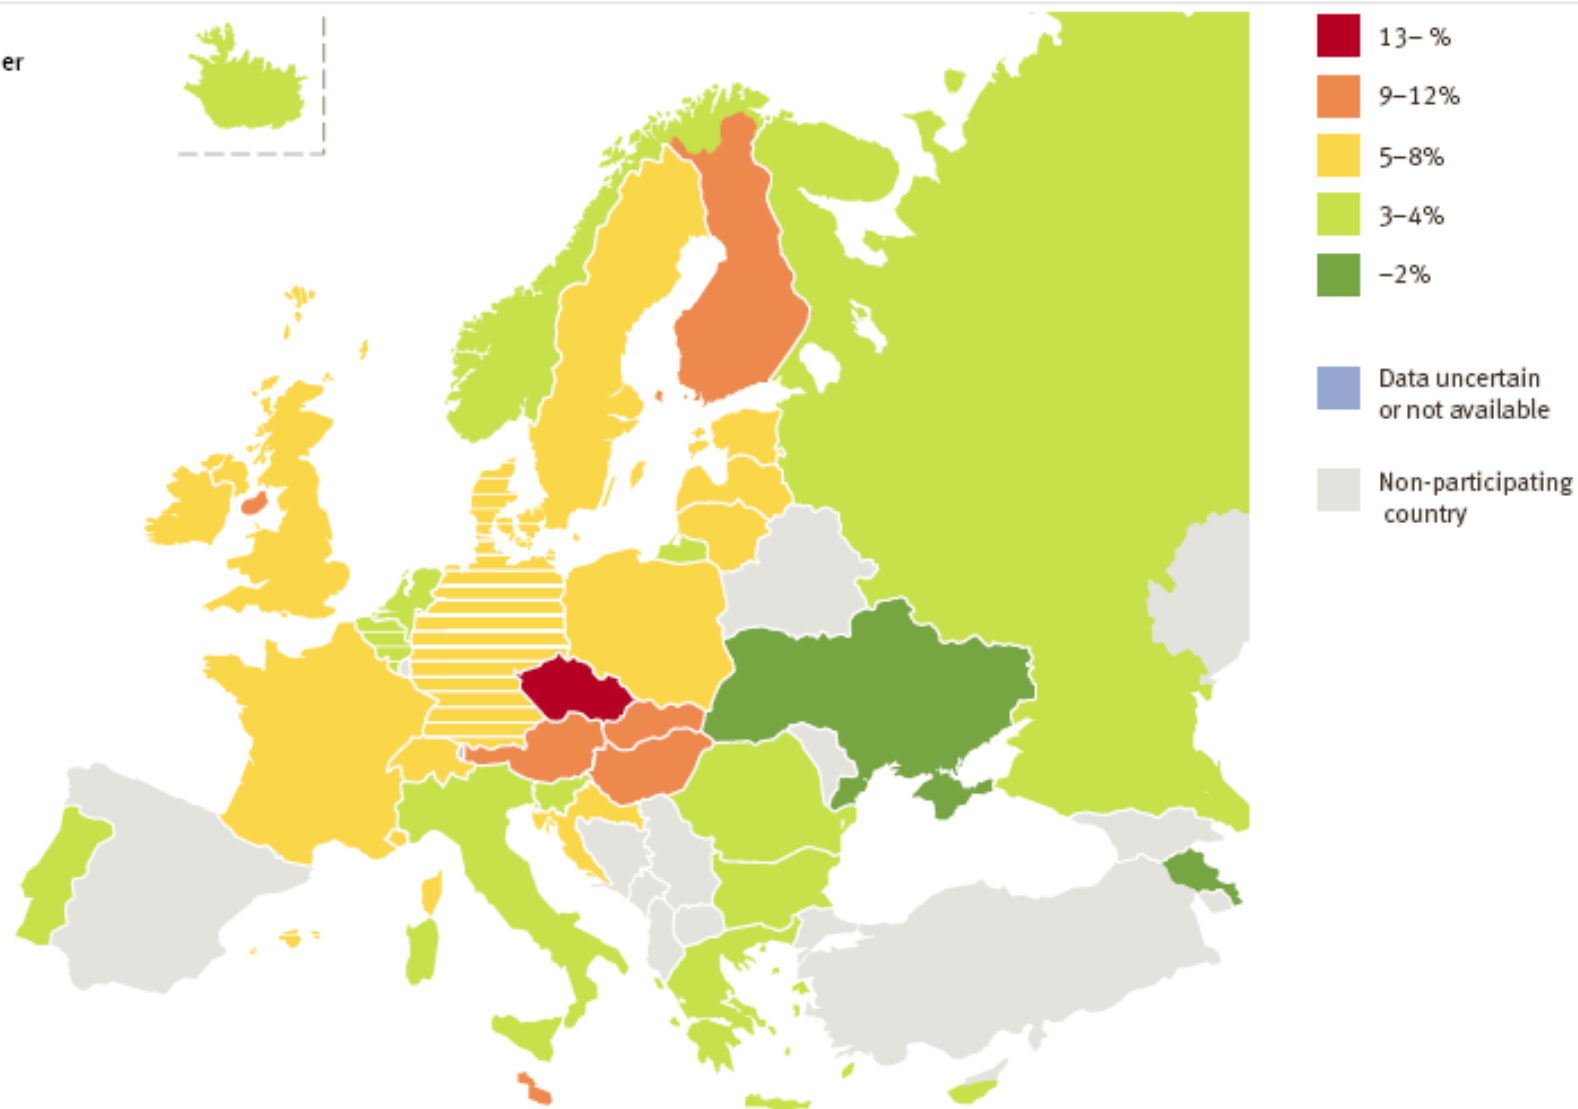 er
13– %
9–12%
5–8%
3–4%
–2%
Data uncertain
or not available
Non-participating
country